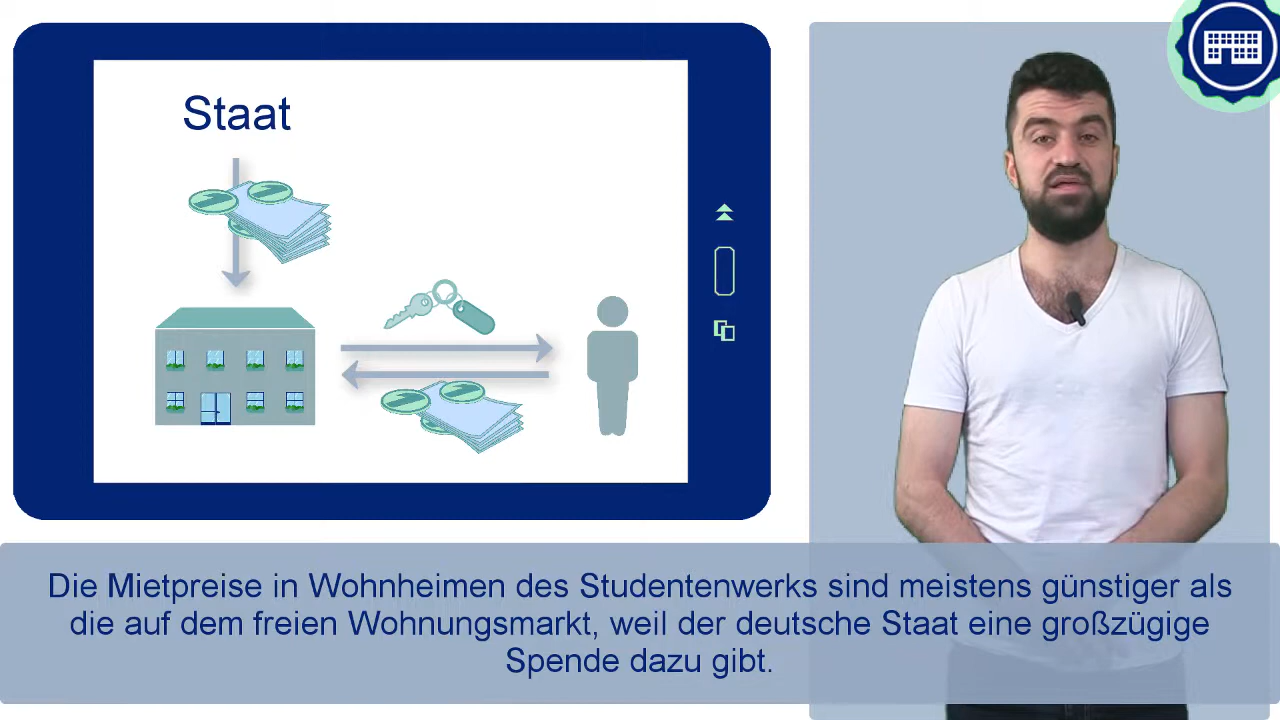 Staat
Die Mietpreise in Wohnheimen des Studentenwerks sind meistens günstiger als
die auf dem freien Wohnungsmarkt, weil der deutsche Staat eine großzügige
Spende dazu gibt.